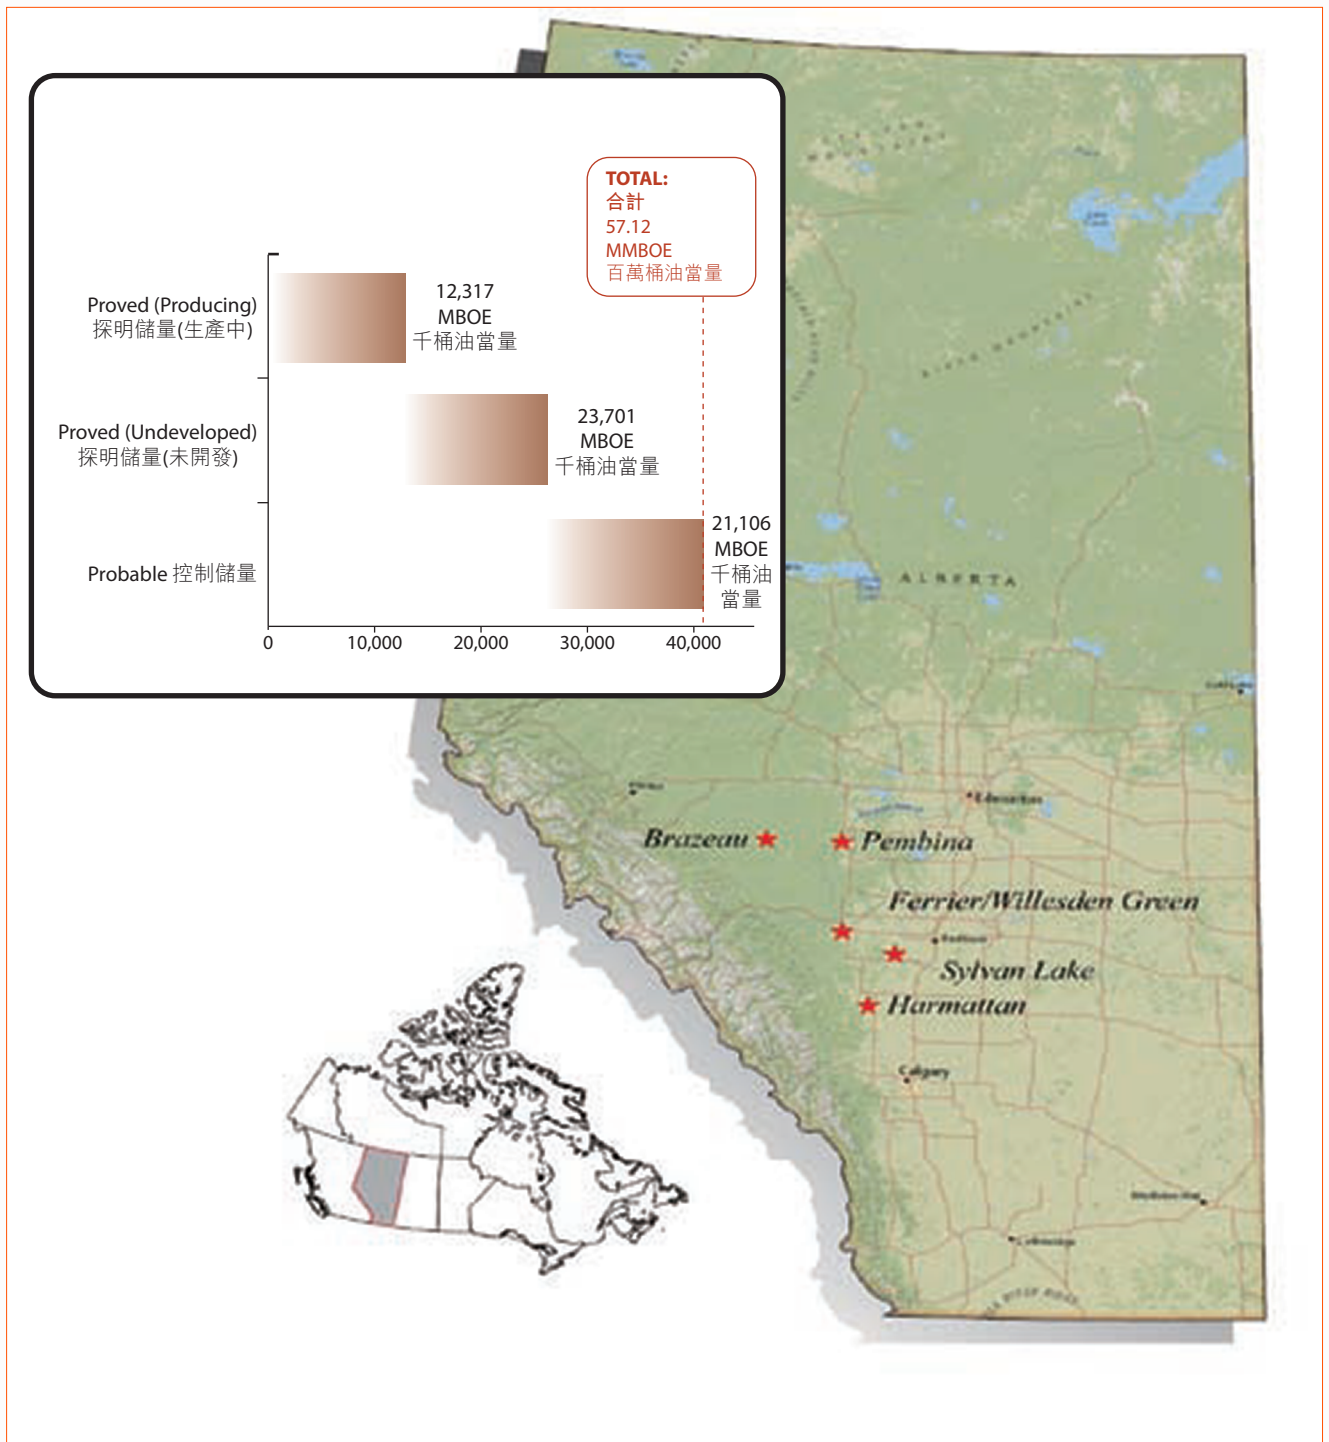 TOTAL:
合計
57.12
MMBOE
百萬桶油當量
Proved (Producing)
探明儲量(生產中)
12,317
MBOE
千桶油當量
Proved (Undeveloped)
探明儲量(未開發)
23,701
MBOE
千桶油當量
Probable 控制儲量
21,106
MBOE
千桶油
當量
0
10,000
20,000
30,000
40,000
ALBERTA
Edmonton
Brazeau
Pembina
Ferrier/Willesden Green
Sylvan Lake
Harmattan
Calgary